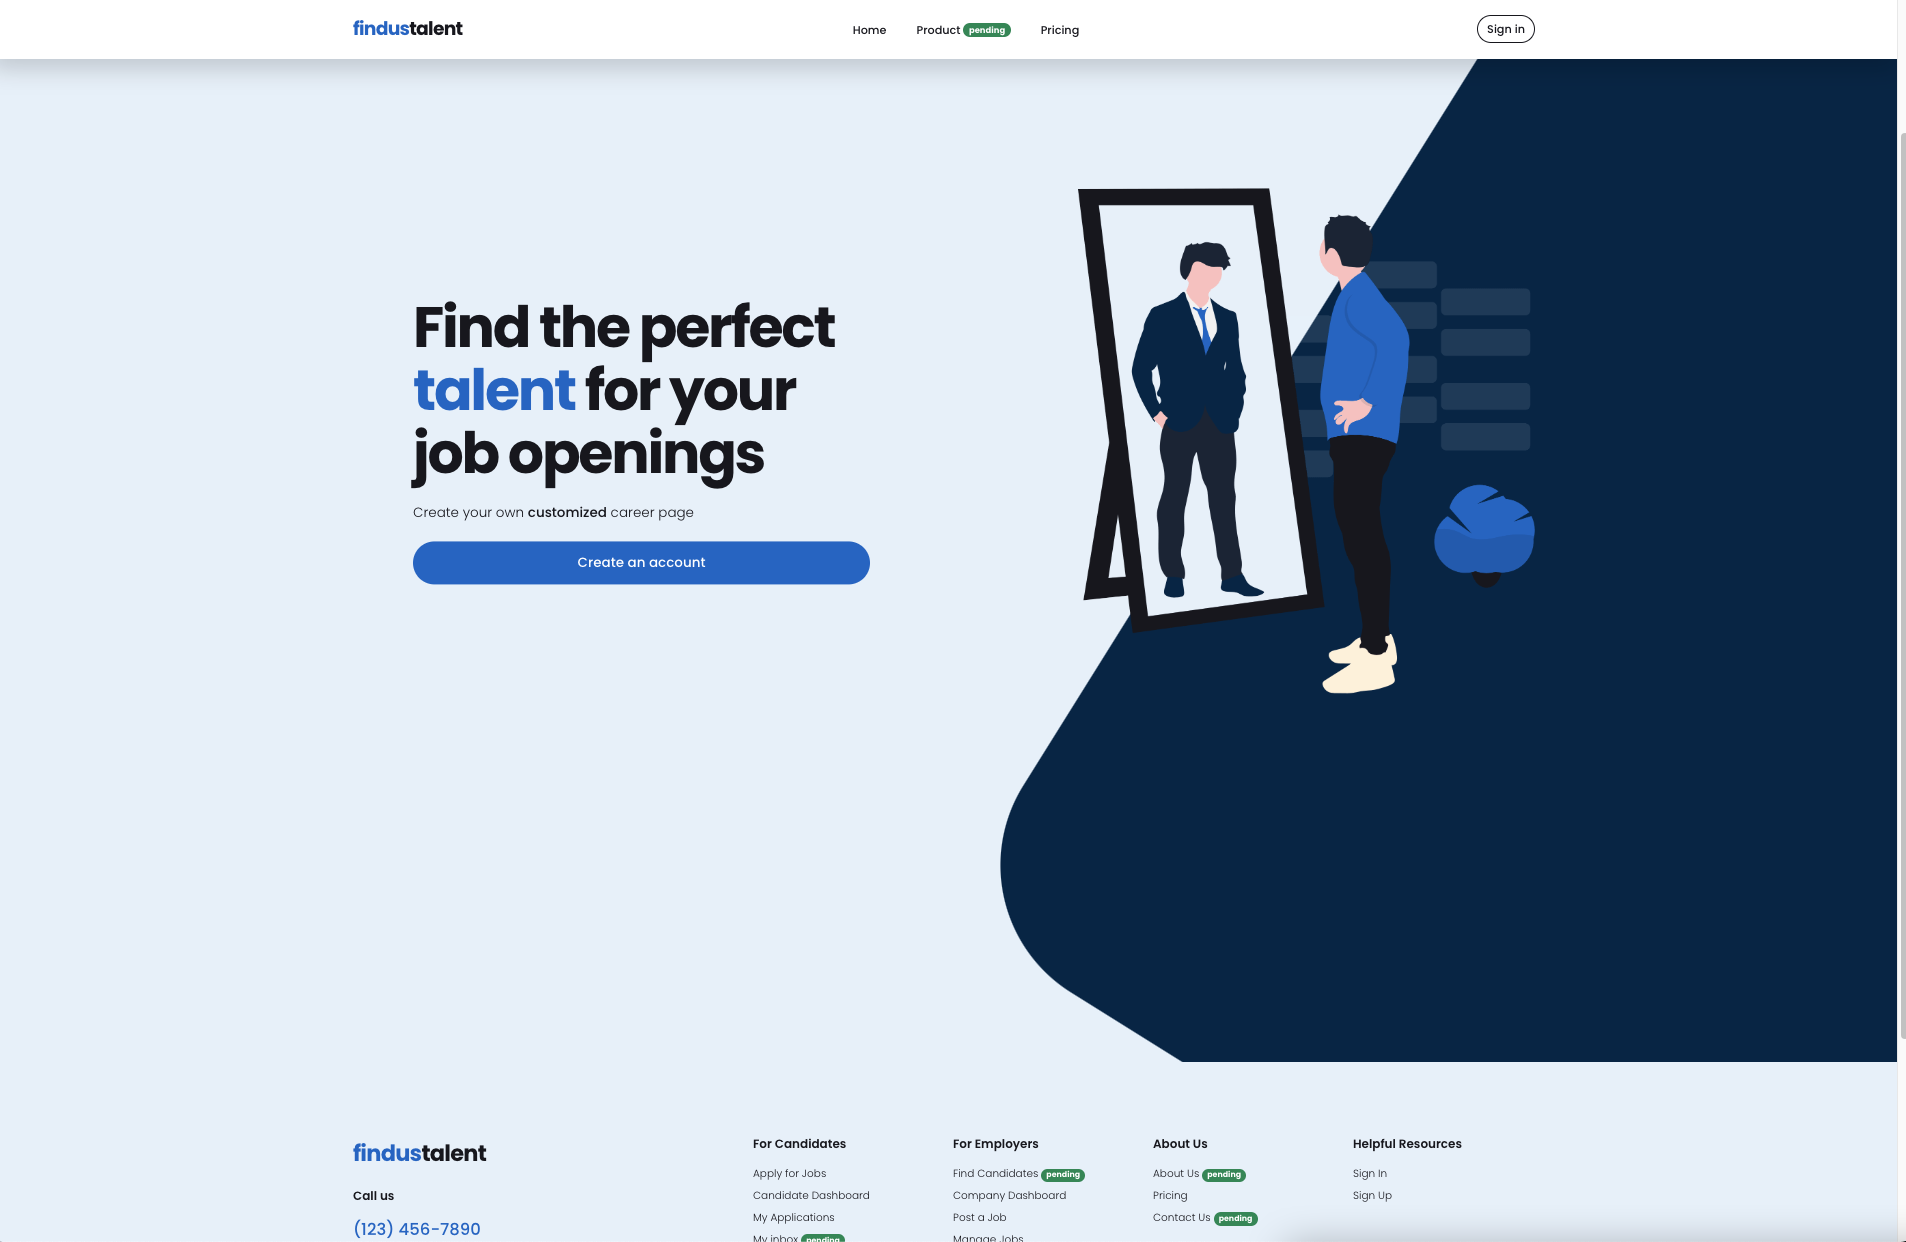 findustalent
Home Product pending Pricing
Sign in
Find the perfect
talent for your
job openings
Create your own customized career page
Create an account
findustalent
Call us
(123) 456-7890
For Candidates
Apply for Jobs
Candidate Dashboard
My Applications
My inbox pending
For Employers
Find Candidates pending
Company Dashboard
Post a Job
Manage Jobs
About Us
About Us pending
Pricing
Contact Us pending
Helpful Resources
Sign In
Sign Up